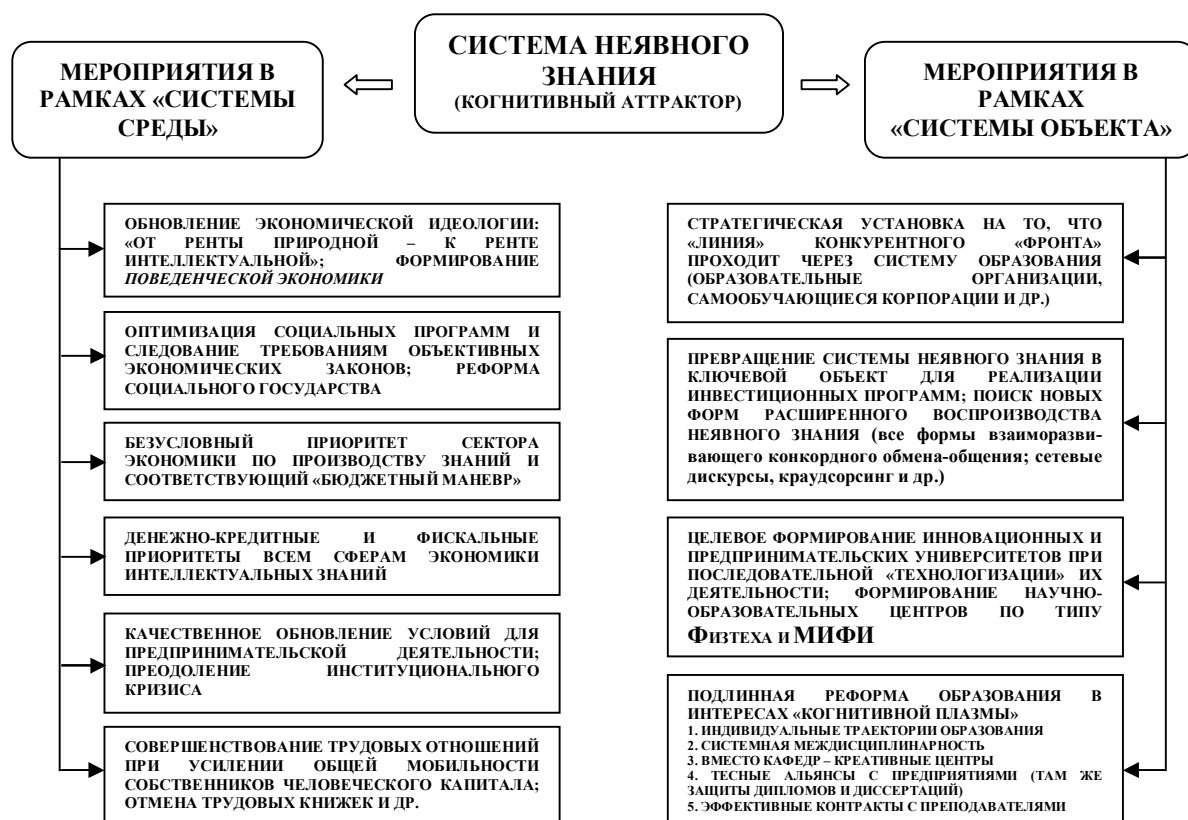 СИСТЕМА НЕЯВНОГО
ЗНАНИЯ
(КОГНИТИВНЫЙ АТТРАКТОР)
МЕРОПРИЯТИЯ В
РАМКАХ «СИСТЕМЫ
СРЕДЫ»
ОБНОВЛЕНИЕ ЭКОНОМИЧЕСКОЙ ИДЕОЛОГИИ:
«ОТ РЕНТЫ ПРИРОДНОЙ – К РЕНТЕ
ИНТЕЛЛЕКТУАЛЬНОЙ»; ФОРМИРОВАНИЕ
ПОВЕДЕНЧЕСКОЙ ЭКОНОМИКИ
ОПТИМИЗАЦИЯ СОЦИАЛЬНЫХ ПРОГРАММ И
СЛЕДОВАНИЕ ТРЕБОВАНИЯМ ОБЪЕКТИВНЫХ
ЭКОНОМИЧЕСКИХ ЗАКОНОВ; РЕФОРМА
СОЦИАЛЬНОГО ГОСУДАРСТВА
БЕЗУСЛОВНЫЙ ПРИОРИТЕТ СЕКТОРА
ЭКОНОМИКИ ПО ПРОИЗВОДСТВУ ЗНАНИЙ И
СООТВЕТСТВУЮЩИЙ «БЮДЖЕТНЫЙ МАНЕВР»
ДЕНЕЖНО-КРЕДИТНЫЕ И ФИСКАЛЬНЫЕ
ПРИОРИТЕТЫ ВСЕМ СФЕРАМ ЭКОНОМИКИ
ИНТЕЛЛЕКТУАЛЬНЫХ ЗНАНИЙ
КАЧЕСТВЕННОЕ ОБНОВЛЕНИЕ УСЛОВИЙ ДЛЯ
ПРЕДПРИНИМАТЕЛЬСКОЙ ДЕЯТЕЛЬНОСТИ;
ПРЕОДОЛЕНИЕ ИНСТИТУЦИОНАЛЬНОГО
КРИЗИСА
СОВЕРШЕНСТВОВАНИЕ ТРУДОВЫХ ОТНОШЕНИЙ
ПРИ УСИЛЕНИИ ОБЩЕЙ МОБИЛЬНОСТИ
СОБСТВЕННИКОВ ЧЕЛОВЕЧЕСКОГО КАПИТАЛА;
ОТМЕНА ТРУДОВЫХ КНИЖЕК И ДР.
МЕРОПРИЯТИЯ В
РАМКАХ
«СИСТЕМЫ ОБЪЕКТА»
СТРАТЕГИЧЕСКАЯ УСТАНОВКА НА ТО, ЧТО
«ЛИНИЯ» КОНКУРЕНТНОГО «ФРОНТА»
ПРОХОДИТ ЧЕРЕЗ СИСТЕМУ ОБРАЗОВАНИЯ
(ОБРАЗОВАТЕЛЬНЫЕ ОРГАНИЗАЦИИ,
САМООБУЧАЮЩИЕСЯ КОРПОРАЦИИ И ДР.)
ПРЕВРАЩЕНИЕ СИСТЕМЫ НЕЯВНОГО ЗНАНИЯ В
КЛЮЧЕВОЙ ОБЪЕКТ ДЛЯ РЕАЛИЗАЦИИ
ИНВЕСТИЦИОННЫХ ПРОГРАММ; ПОИСК НОВЫХ
ФОРМ РАСШИРЕННОГО ВОСПРОИЗВОДСТВА
НЕЯВНОГО ЗНАНИЯ (все формы взаиморазви-
вающего конкордного обмена-общения; сетевые
дискурсы, краудсорсинг и др.)
ЦЕЛЕВОЕ ФОРМИРОВАНИЕ ИННОВАЦИОННЫХ И
ПРЕДПРИНИМАТЕЛЬСКИХ УНИВЕРСИТЕТОВ ПРИ
ПОСЛЕДОВАТЕЛЬНОЙ «ТЕХНОЛОГИЗАЦИИ» ИХ
ДЕЯТЕЛЬНОСТИ; ФОРМИРОВАНИЕ НАУЧНО-
ОБРАЗОВАТЕЛЬНЫХ ЦЕНТРОВ ПО ТИПУ
ФИЗТЕХА И МИФИ
ПОДЛИННАЯ РЕФОРМА ОБРАЗОВАНИЯ В
ИНТЕРЕСАХ «КОГНИТИВНОЙ ПЛАЗМЫ»
1. ИНДИВИДУАЛЬНЫЕ ТРАЕКТОРИИ ОБРАЗОВАНИЯ
2. СИСТЕМНАЯ МЕЖДИСЦИПЛИНАРНОСТЬ
3. ВМЕСТО КАФЕДР – КРЕАТИВНЫЕ ЦЕНТРЫ
4. ТЕСНЫЕ АЛЬЯНСЫ С ПРЕДПРИЯТИЯМИ (ТАМ ЖЕ
ЗАЩИТЫ ДИПЛОМОВ И ДИССЕРТАЦИЙ)
5. ЭФФЕКТИВНЫЕ КОНТРАКТЫ С ПРЕПОДАВАТЕЛЯМИ